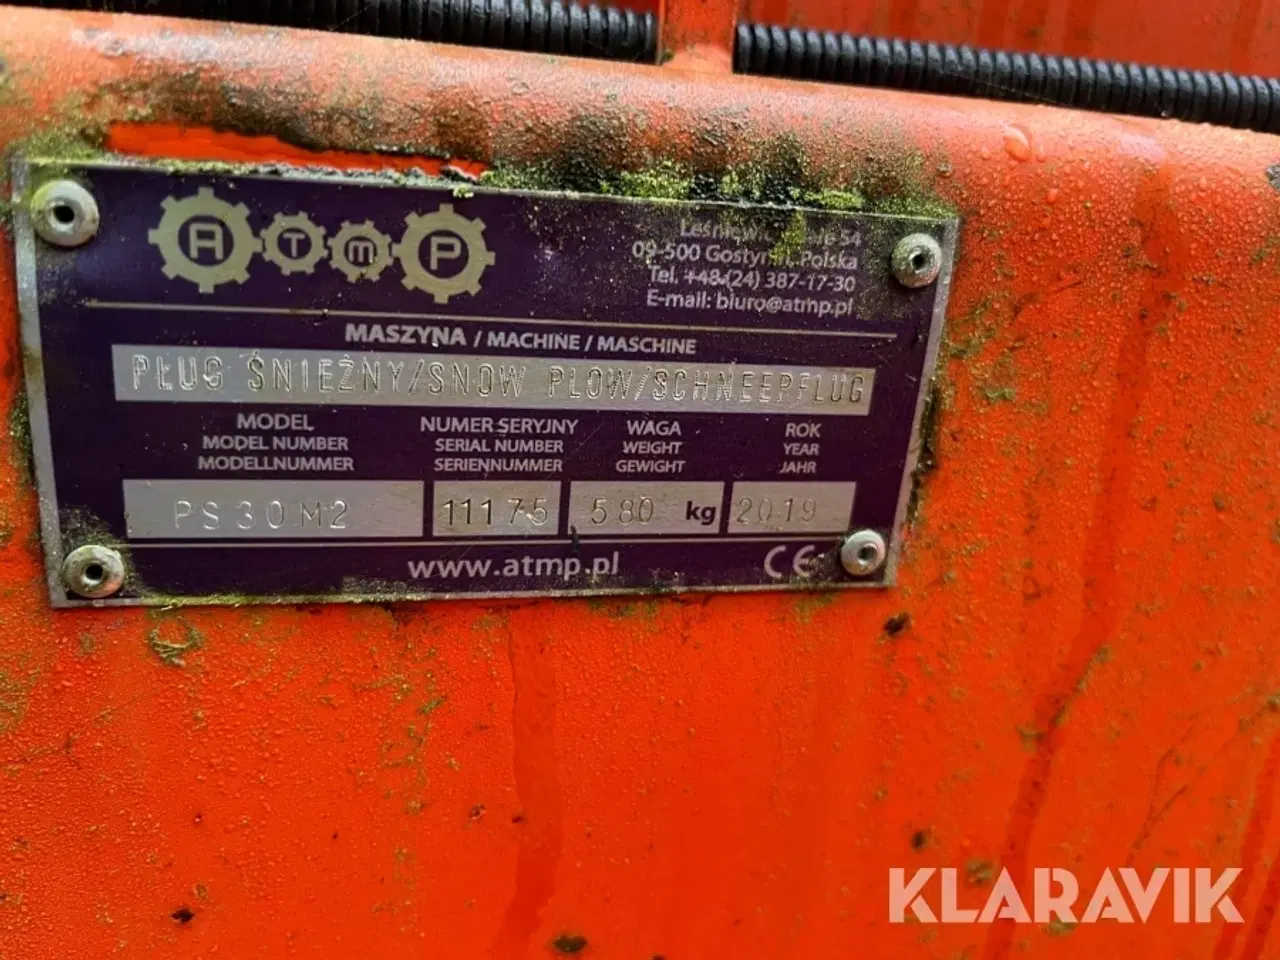 ATMP
54
09-500 Gostynin, Polska
Tel. +48 (24) 387-17-30
E-mail: biuro@atmp.pl
MASZYNA / MACHINE / MASCHINE
PŁUG ŚNIEŻNY/SNOW PLOW/SCHNEEPFLUG
MODEL NUMER SERYJNY WAGA ROK
MODEL NUMBER SERIAL NUMBER WEIGHT YEAR
MODELLNUMMER SERIENNUMMER GEWIGHT JAHR
PS30M2 11175 580 kg 2019
www.atmp.pl CE
KLARAVIK